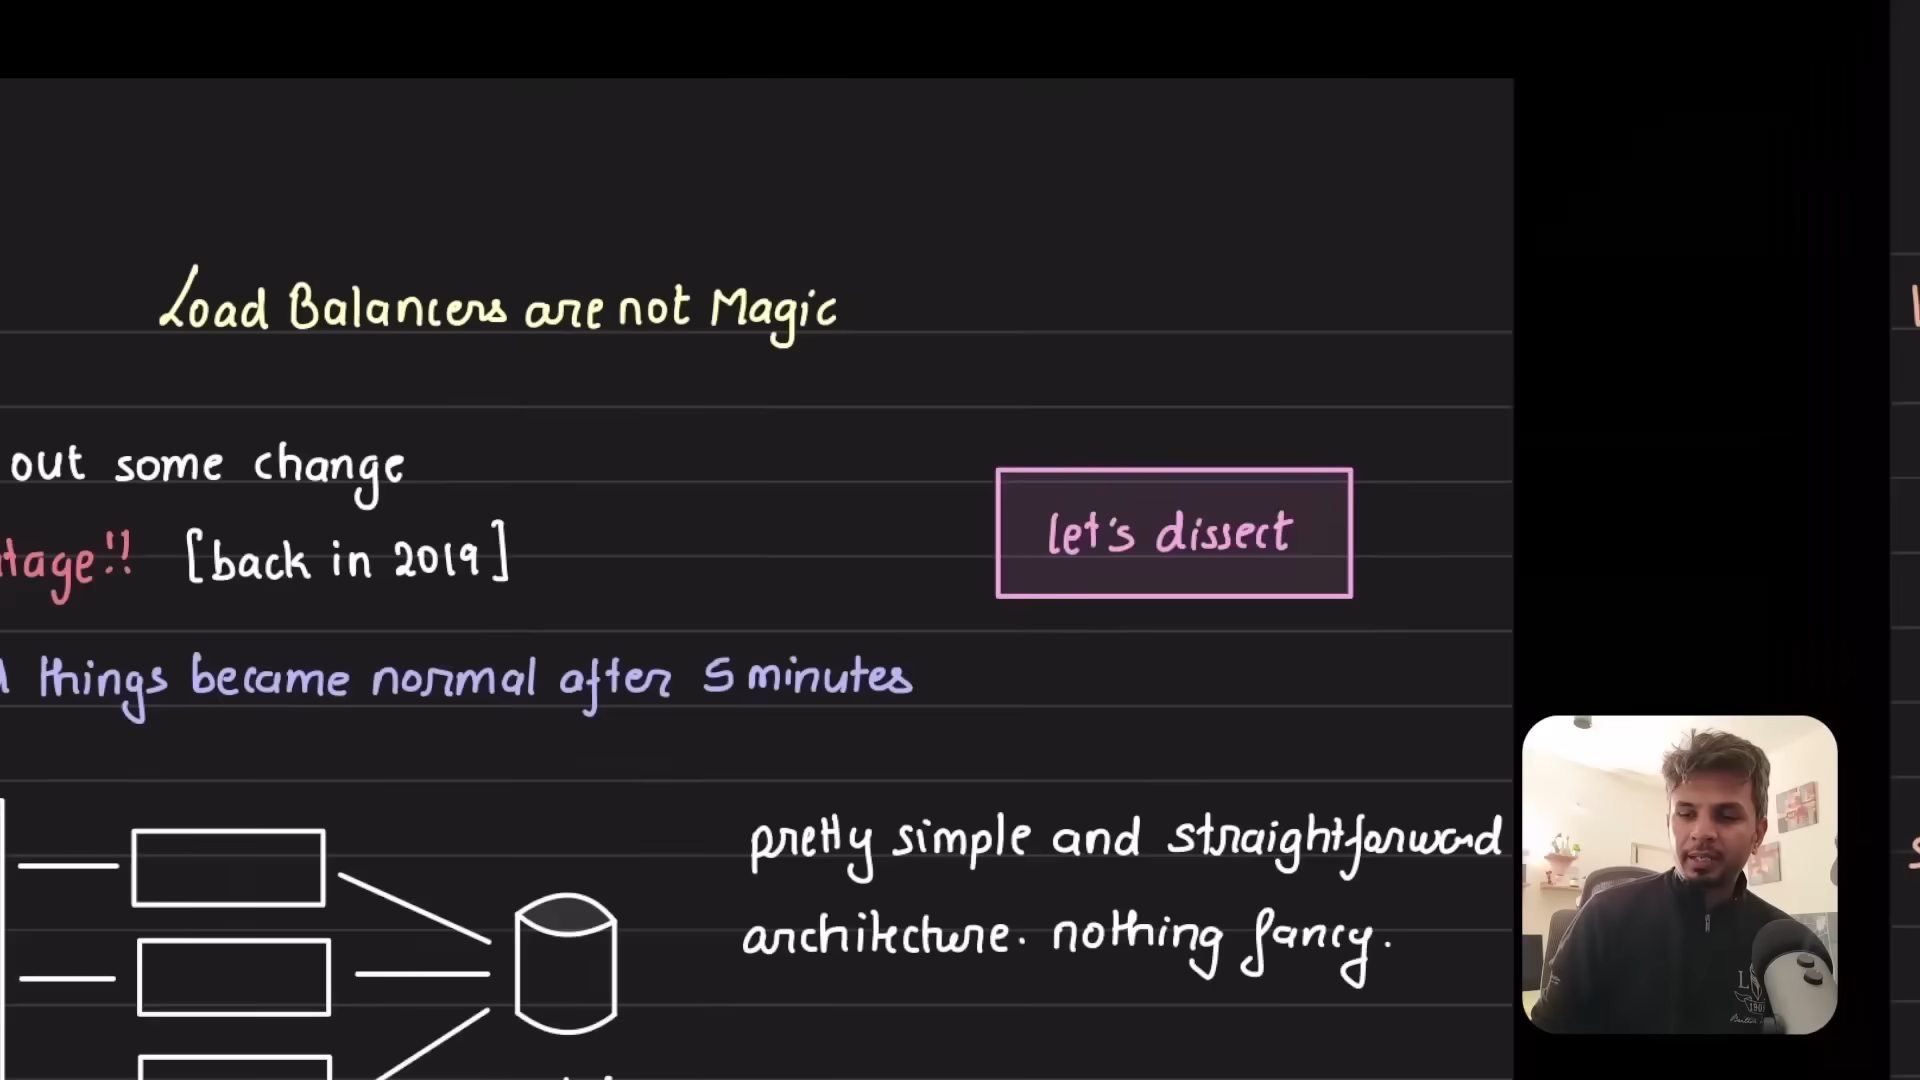 Load Balancers are not Magic
out some change
let's dissect
tage!! [back in 2019]
things became normal after 5 minutes
pretty simple and straightforward
architecture. nothing fancy.